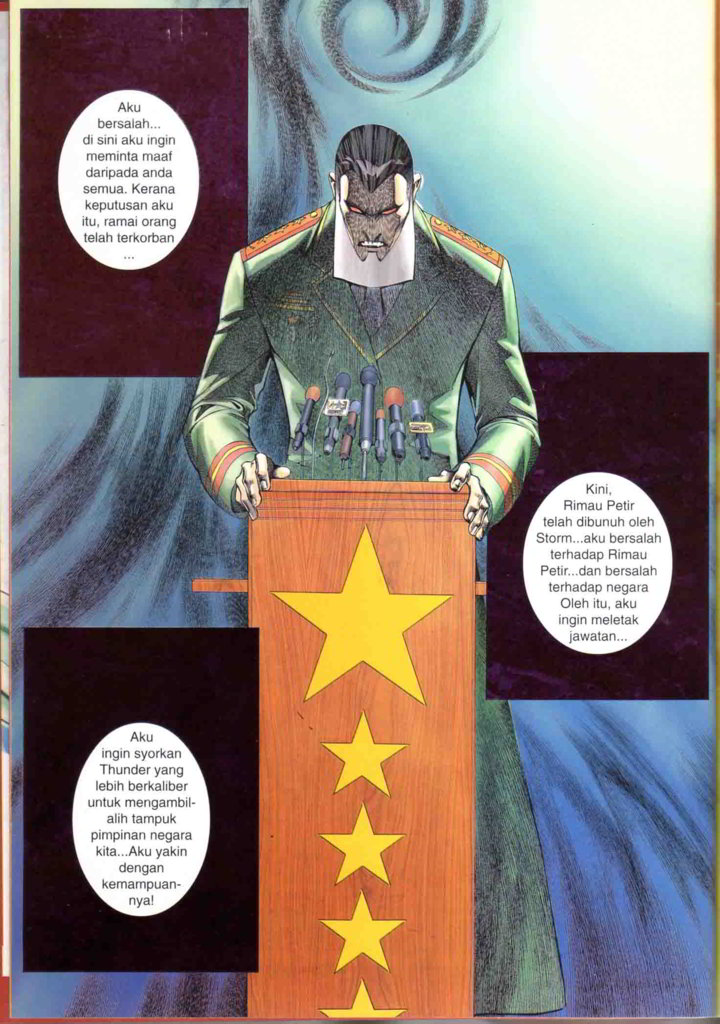 Aku
bersalah...
di sini aku ingin
meminta maaf
daripada anda
semua. Kerana
keputusan aku
itu, ramai orang
telah terkorban
...
Kini,
Rimau Petir
telah dibunuh oleh
Storm...aku bersalah
terhadap Rimau
Petir...dan bersalah
terhadap negara
Oleh itu, aku
ingin meletak
jawatan...
Aku
ingin syorkan
Thunder yang
lebih berkaliber
untuk mengambil-
alih tampuk
pimpinan negara
kita...Aku yakin
dengan
kemampuan-
nya!